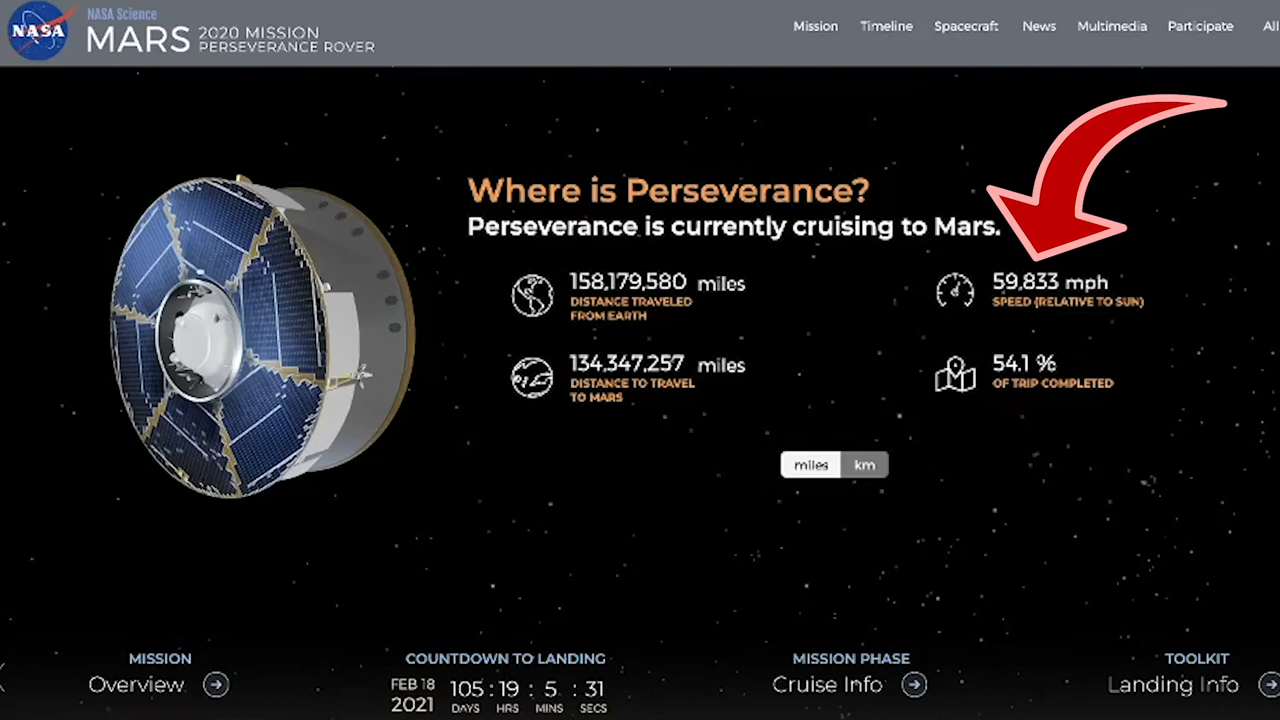 NASA
NASA Science
MARS 2020 MISSION
PERSEVERANCE ROVER
Mission Timeline Spacecraft News Multimedia Participate All
Where is Perseverance?
Perseverance is currently cruising to Mars.
158,179,580 miles
DISTANCE TRAVELED
FROM EARTH
59,833 mph
SPEED (RELATIVE TO SUN)
134,347,257 miles
DISTANCE TO TRAVEL
TO MARS
54.1 %
OF TRIP COMPLETED
miles km
MISSION
Overview
COUNTDOWN TO LANDING
FEB 18
2021
105 : 19 : 5 : 31
DAYS HRS MINS SECS
MISSION PHASE
Cruise Info
TOOLKIT
Landing Info